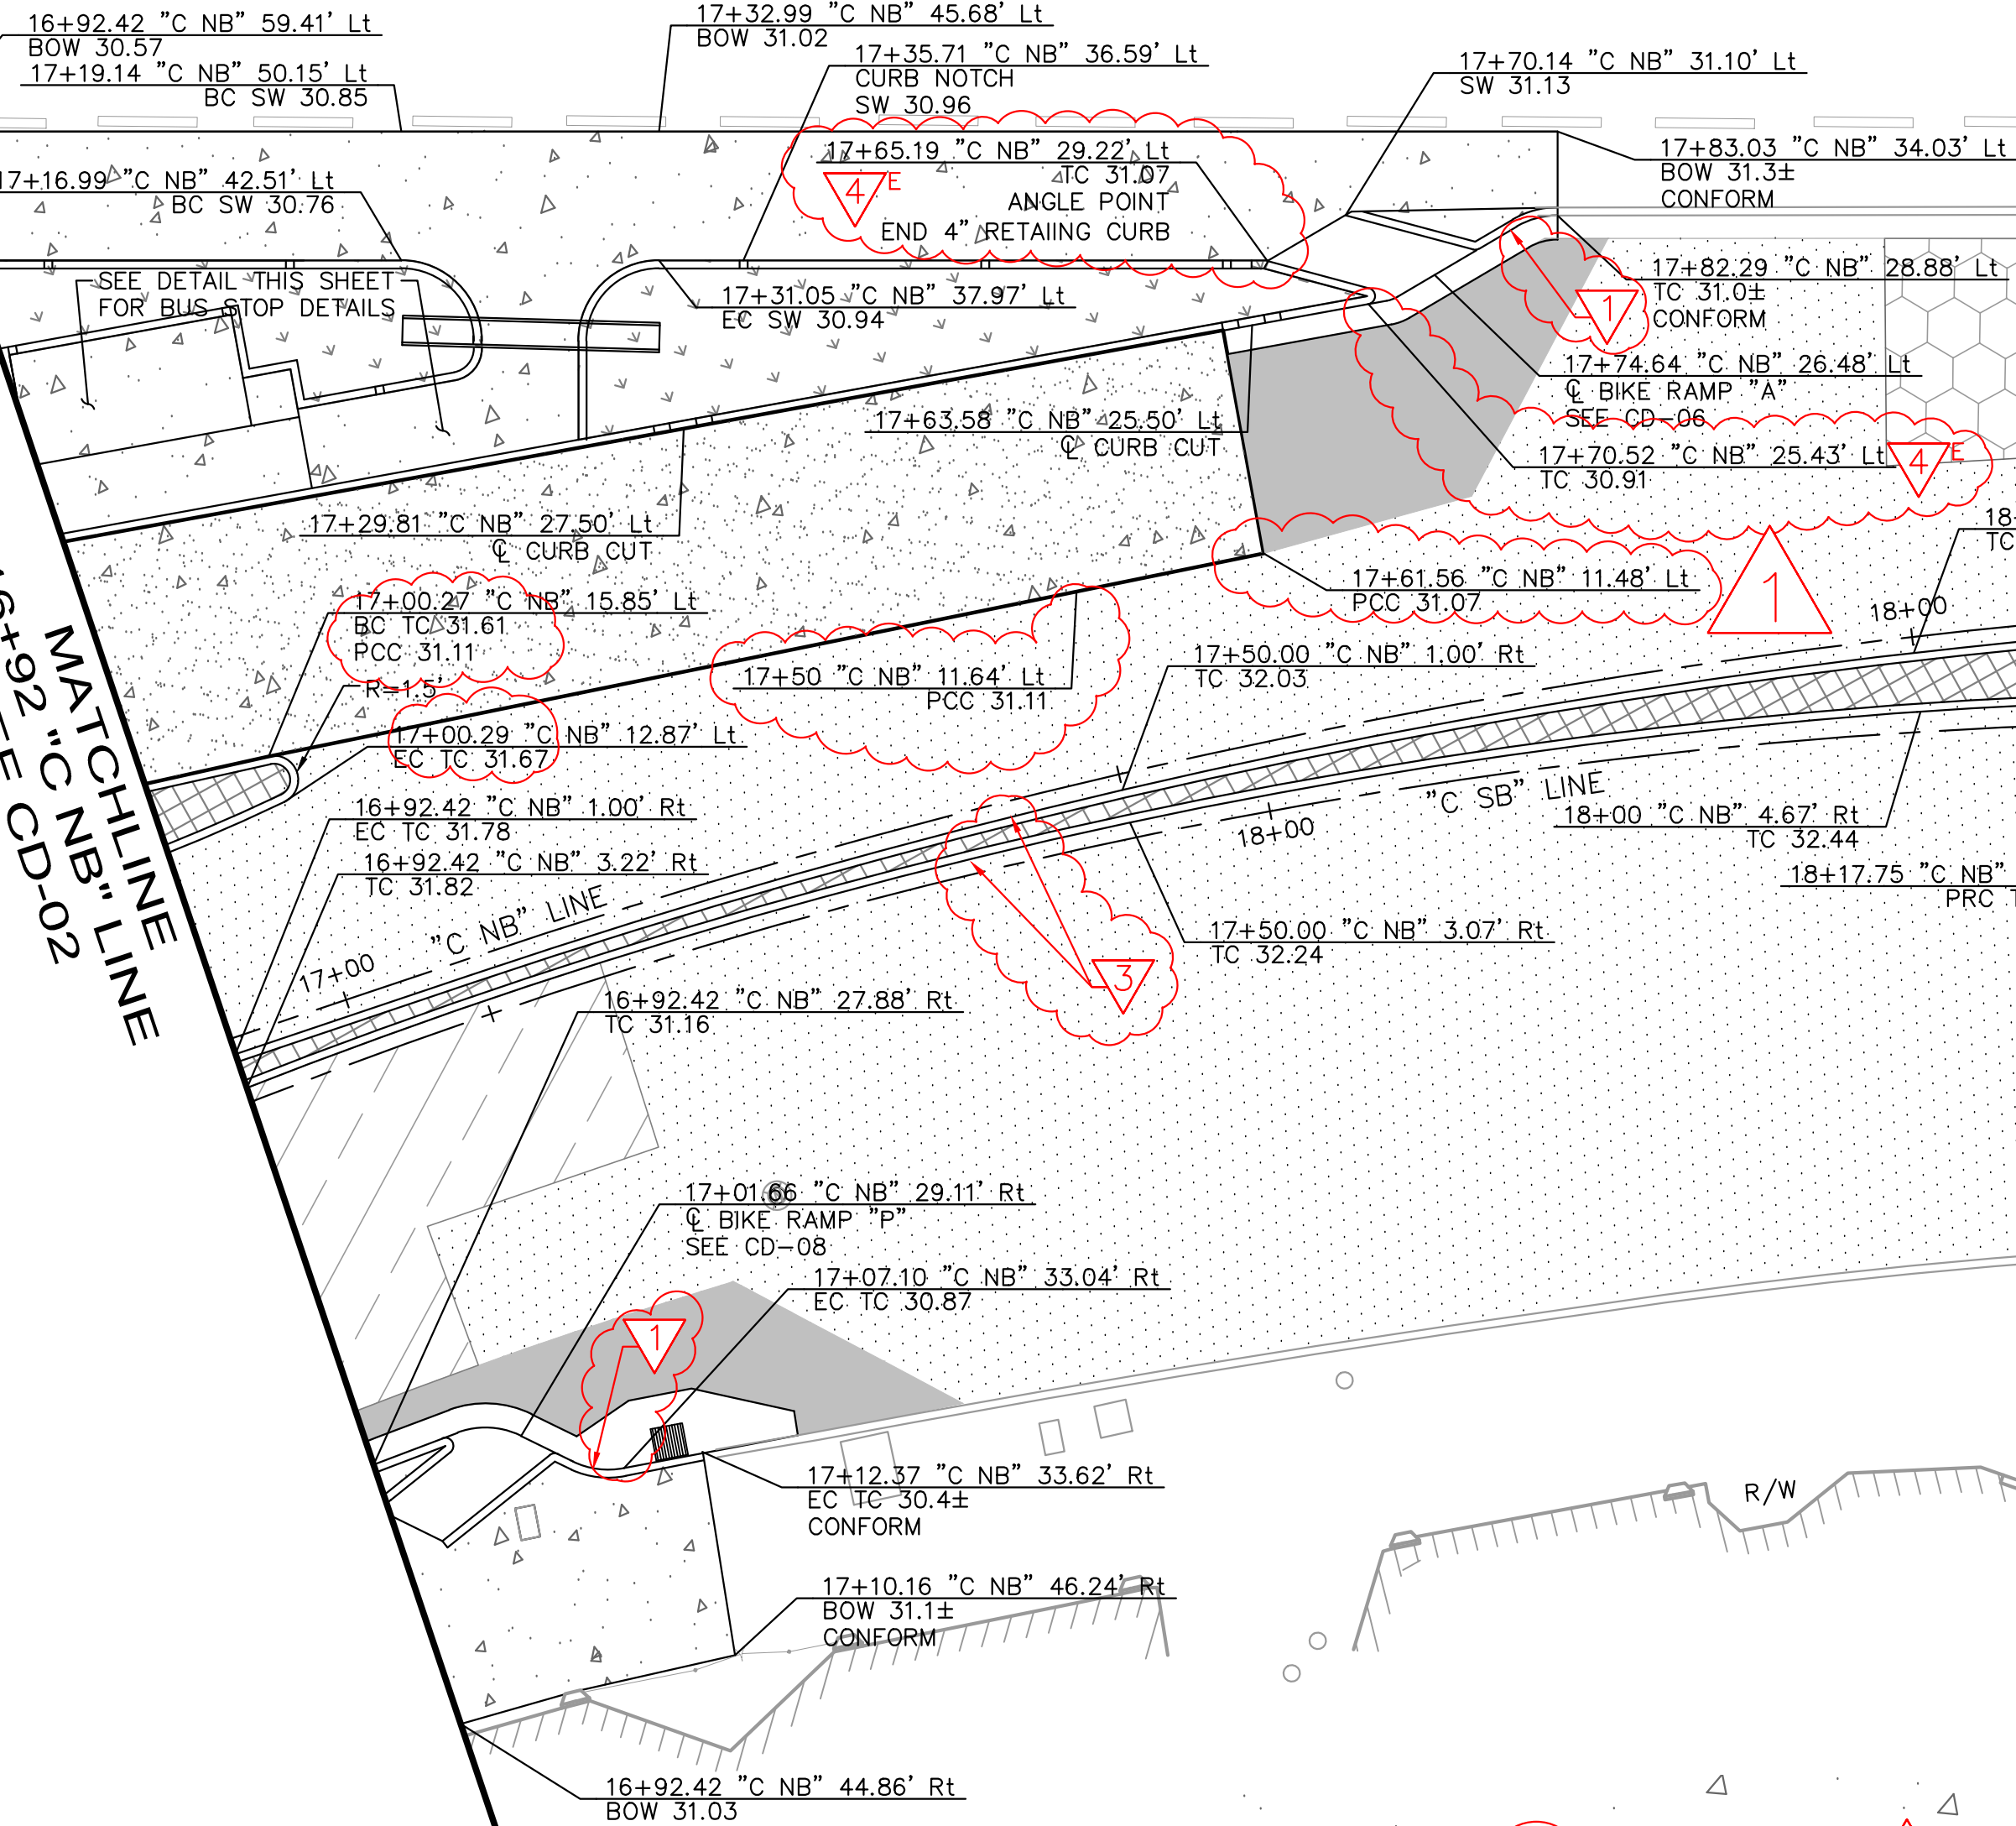 16+92.42 "C NB" 59.41' Lt
BOW 30.57
17+19.14 "C NB" 50.15' Lt
BC SW 30.85
17+32.99 "C NB" 45.68' Lt
BOW 31.02
17+35.71 "C NB" 36.59' Lt
CURB NOTCH
SW 30.96
17+70.14 "C NB" 31.10' Lt
SW 31.13
17+65.19 "C NB" 29.22' Lt
TC 31.07
ANGLE POINT
END 4" RETAIING CURB
4 E
17+83.03 "C NB" 34.03' Lt
BOW 31.3±
CONFORM
17+16.99 "C NB" 42.51' Lt
BC SW 30.76
SEE DETAIL THIS SHEET
FOR BUS STOP DETAILS
17+31.05 "C NB" 37.97' Lt
EC SW 30.94
17+82.29 "C NB" 28.88' Lt
TC 31.0±
CONFORM
1
17+74.64 "C NB" 26.48' Lt
℄ BIKE RAMP "A"
SEE CD-06
17+63.58 "C NB" 25.50' Lt
℄ CURB CUT
17+70.52 "C NB" 25.43' Lt
TC 30.91
4 E
17+29.81 "C NB" 27.50' Lt
℄ CURB CUT
18+
TC
17+61.56 "C NB" 11.48' Lt
PCC 31.07
1
18+00
17+00.27 "C NB" 15.85' Lt
BC TC 31.61
PCC 31.11
R=1.5'
17+50 "C NB" 11.64' Lt
PCC 31.11
17+50.00 "C NB" 1.00' Rt
TC 32.03
17+00.29 "C NB" 12.87' Lt
EC TC 31.67
MATCHLINE
16+92 "C NB" LINE
CD-02
16+92.42 "C NB" 1.00' Rt
EC TC 31.78
16+92.42 "C NB" 3.22' Rt
TC 31.82
"C SB" LINE
18+00
18+00 "C NB" 4.67' Rt
TC 32.44
18+17.75 "C NB"
PRC
"C NB" LINE
17+00
17+50.00 "C NB" 3.07' Rt
TC 32.24
3
16+92.42 "C NB" 27.88' Rt
TC 31.16
17+01.66 "C NB" 29.11' Rt
℄ BIKE RAMP "P"
SEE CD-08
17+07.10 "C NB" 33.04' Rt
EC TC 30.87
1
17+12.37 "C NB" 33.62' Rt
EC TC 30.4±
CONFORM
R/W
17+10.16 "C NB" 46.24' Rt
BOW 31.1±
CONFORM
16+92.42 "C NB" 44.86' Rt
BOW 31.03